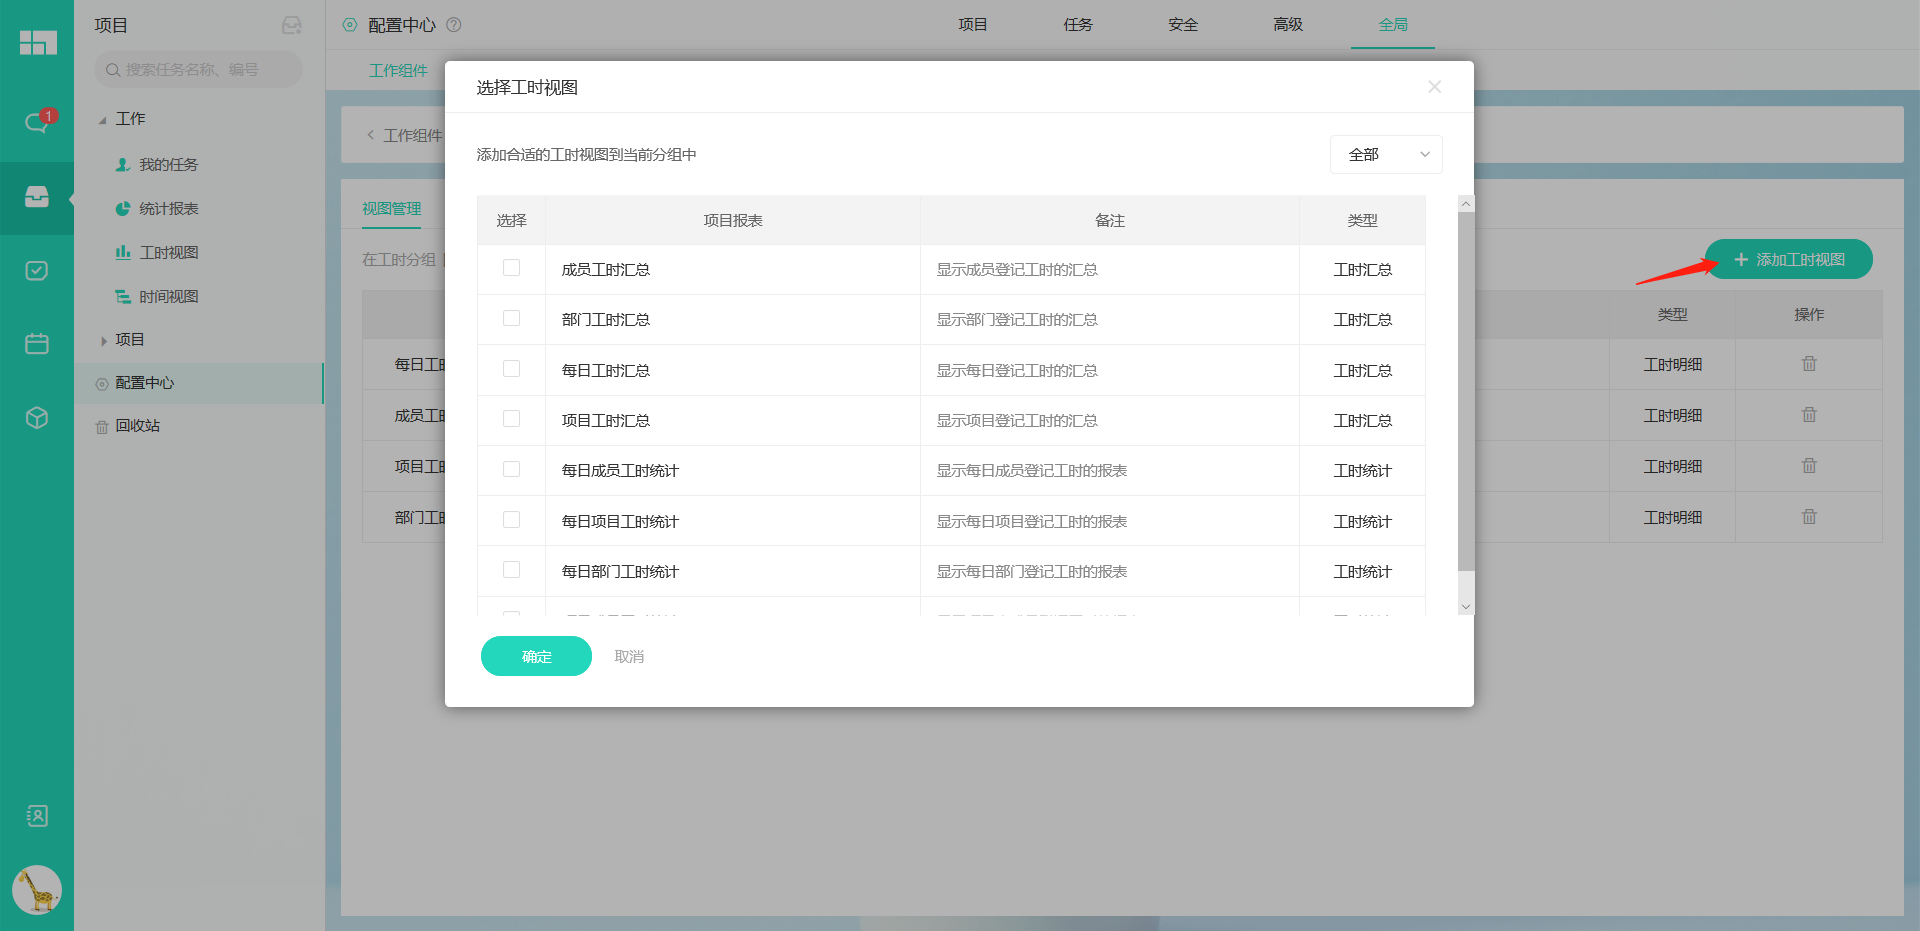 项目
搜索任务名称、编号
工作
我的任务
统计报表
工时视图
时间视图
项目
配置中心
回收站
1
配置中心
项目
任务
安全
高级
全局
工作组件
工作组件
视图管理
在工时分组
添加工时视图
类型
操作
每日工
工时明细
成员工
工时明细
项目工
工时明细
部门工
工时明细
选择工时视图
添加合适的工时视图到当前分组中
全部
选择 项目报表 备注 类型
成员工时汇总 显示成员登记工时的汇总 工时汇总
部门工时汇总 显示部门登记工时的汇总 工时汇总
每日工时汇总 显示每日登记工时的汇总 工时汇总
项目工时汇总 显示项目登记工时的汇总 工时汇总
每日成员工时统计 显示每日成员登记工时的报表 工时统计
每日项目工时统计 显示每日项目登记工时的报表 工时统计
每日部门工时统计 显示每日部门登记工时的报表 工时统计
确定
取消